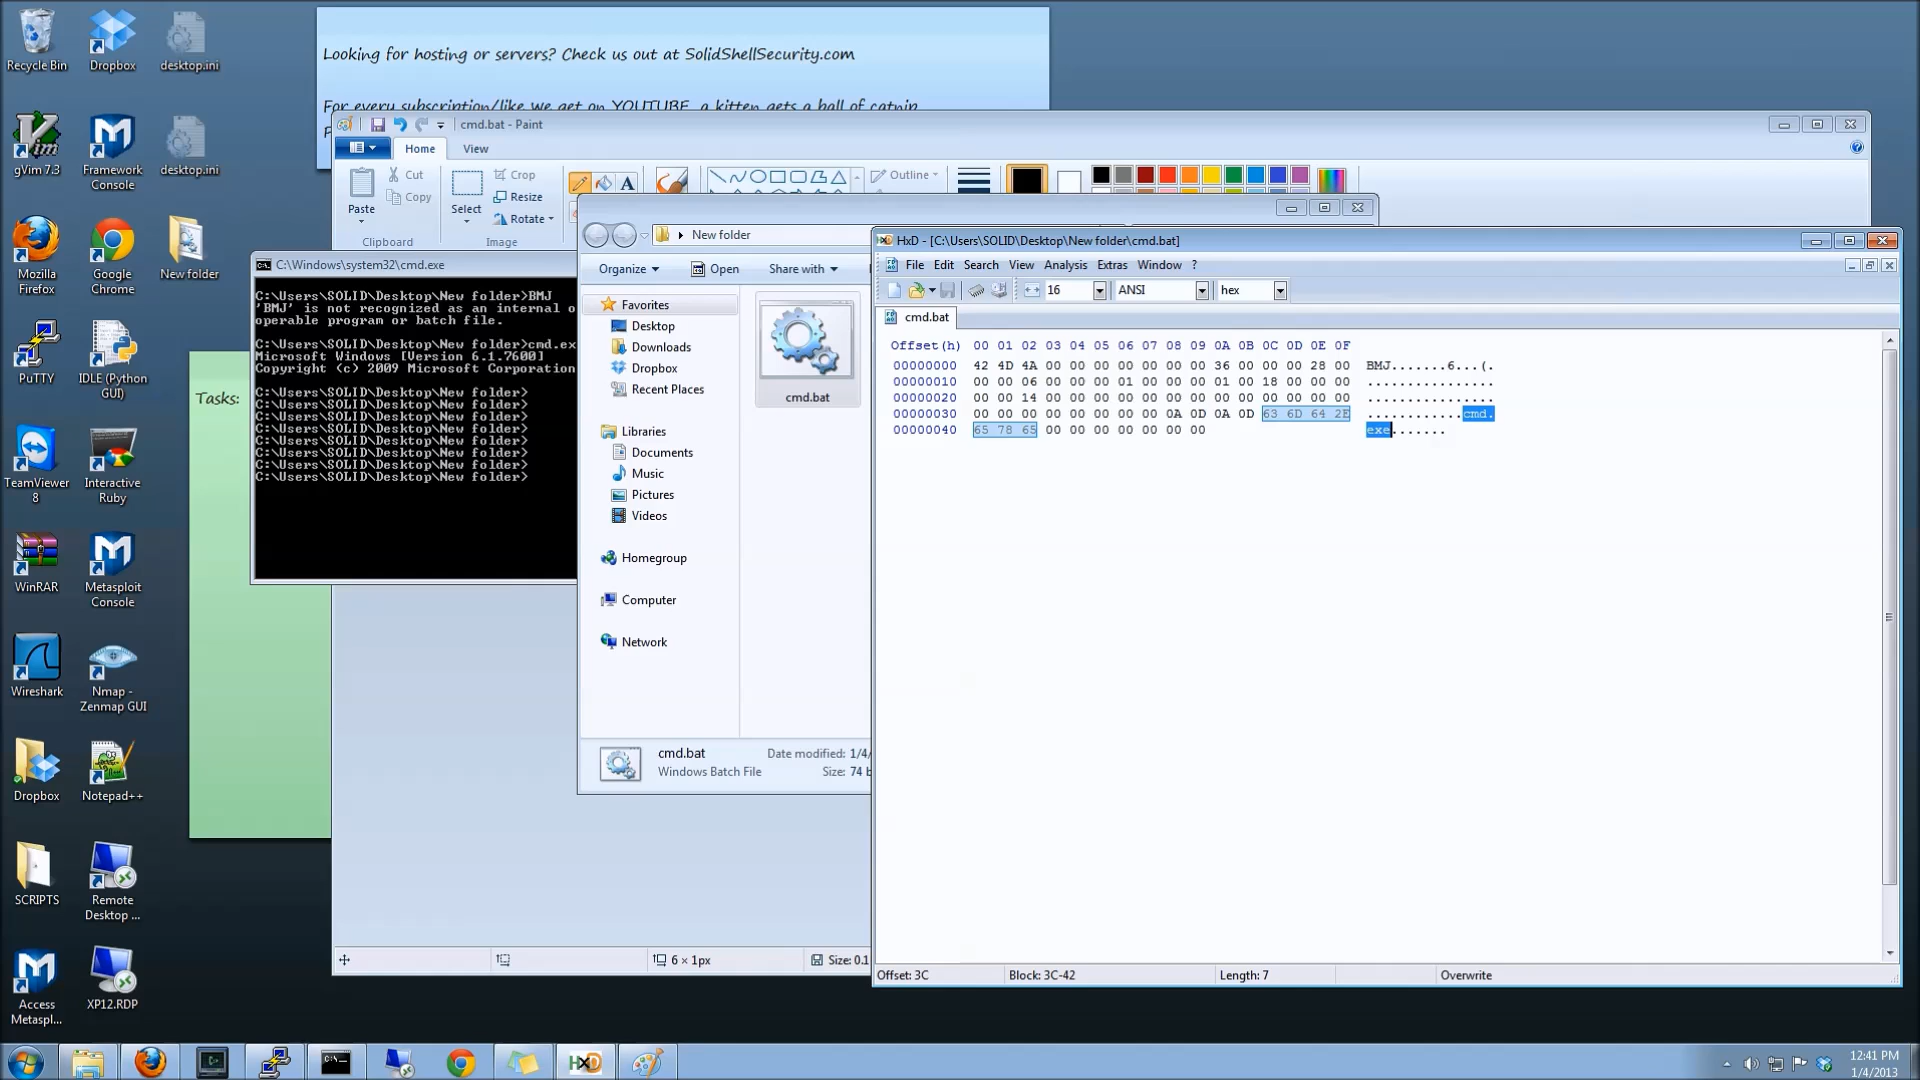 Recycle Bin
Dropbox
desktop.ini
gVim 7.3
Framework
Console
desktop.ini
Mozilla
Firefox
Google
Chrome
New folder
PuTTY
IDLE (Python
GUI)
TeamViewer
8
Interactive
Ruby
WinRAR
Metasploit
Console
Wireshark
Nmap -
Zenmap GUI
Dropbox
Notepad++
SCRIPTS
Remote
Desktop ...
Access
Metaspl...
XP12.RDP
Looking for hosting or servers? Check us out at SolidShellSecurity.com
For every subscription/like we get on YOUTUBE, a kitten gets a ball of catnip
Tasks:
cmd.bat - Paint
Home View
Paste
Cut
Copy
Clipboard
Select
Crop
Resize
Rotate
Image
Outline
6 × 1px
Size: 0.1
C:\Windows\system32\cmd.exe
C:\Users\SOLID\Desktop\New folder>BMJ
'BMJ' is not recognized as an internal o
operable program or batch file.
C:\Users\SOLID\Desktop\New folder>cmd.ex
Microsoft Windows [Version 6.1.7600]
Copyright (c) 2009 Microsoft Corporation
C:\Users\SOLID\Desktop\New folder>
C:\Users\SOLID\Desktop\New folder>
C:\Users\SOLID\Desktop\New folder>
C:\Users\SOLID\Desktop\New folder>
C:\Users\SOLID\Desktop\New folder>
C:\Users\SOLID\Desktop\New folder>
C:\Users\SOLID\Desktop\New folder>
C:\Users\SOLID\Desktop\New folder>
New folder
Organize Open Share with
Favorites
Desktop
Downloads
Dropbox
Recent Places
Libraries
Documents
Music
Pictures
Videos
Homegroup
Computer
Network
cmd.bat
cmd.bat Date modified: 1/4/
Windows Batch File Size: 74 b
HxD - [C:\Users\SOLID\Desktop\New folder\cmd.bat]
File Edit Search View Analysis Extras Window ?
16 ANSI hex
cmd.bat
Offset(h) 00 01 02 03 04 05 06 07 08 09 0A 0B 0C 0D 0E 0F
00000000 42 4D 4A 00 00 00 00 00 00 00 36 00 00 00 28 00 BMJ.......6...(.
00000010 00 00 06 00 00 00 01 00 00 00 01 00 18 00 00 00 ................
00000020 00 00 14 00 00 00 00 00 00 00 00 00 00 00 00 00 ................
00000030 00 00 00 00 00 00 00 00 0A 0D 0A 0D 63 6D 64 2E ............cmd.
00000040 65 78 65 00 00 00 00 00 00 00 exe.......
Offset: 3C Block: 3C-42 Length: 7 Overwrite
12:41 PM
1/4/2013